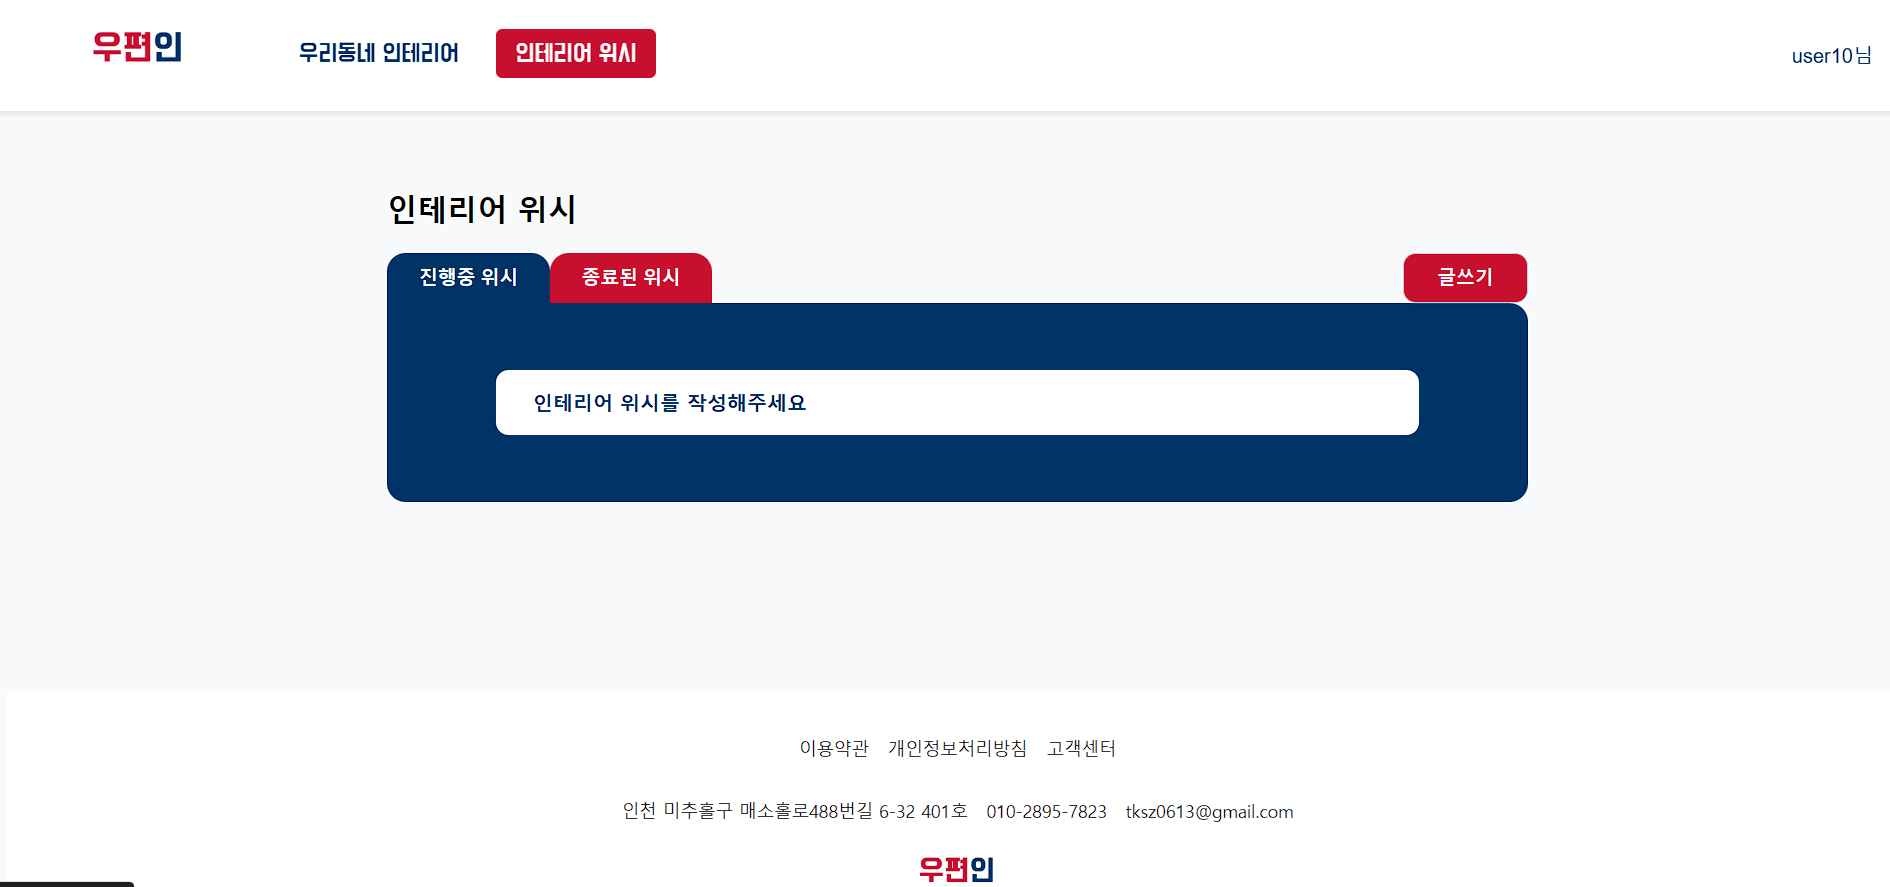 우편인 우리동네 인테리어 인테리어 위시 user10님
인테리어 위시
진행중 위시 종료된 위시 글쓰기
인테리어 위시를 작성해주세요
이용약관 개인정보처리방침 고객센터
인천 미추홀구 매소홀로488번길 6-32 401호 010-2895-7823 tksz0613@gmail.com
우편인